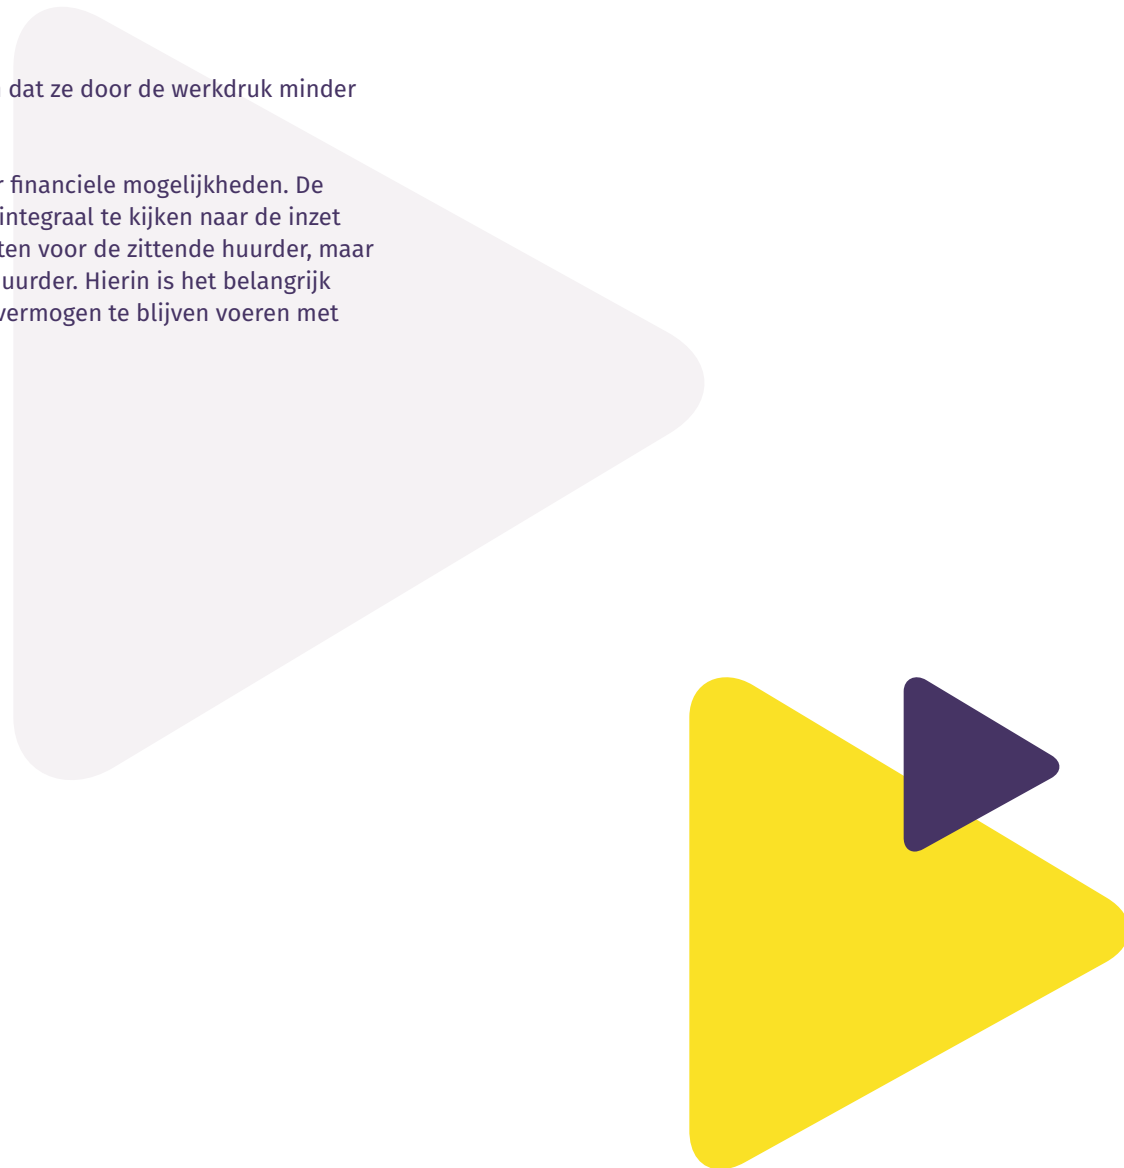 dat ze door de werkdruk minder
financiele mogelijkheden. De
integraal te kijken naar de inzet
ten voor de zittende huurder, maar
uurder. Hierin is het belangrijk
vermogen te blijven voeren met